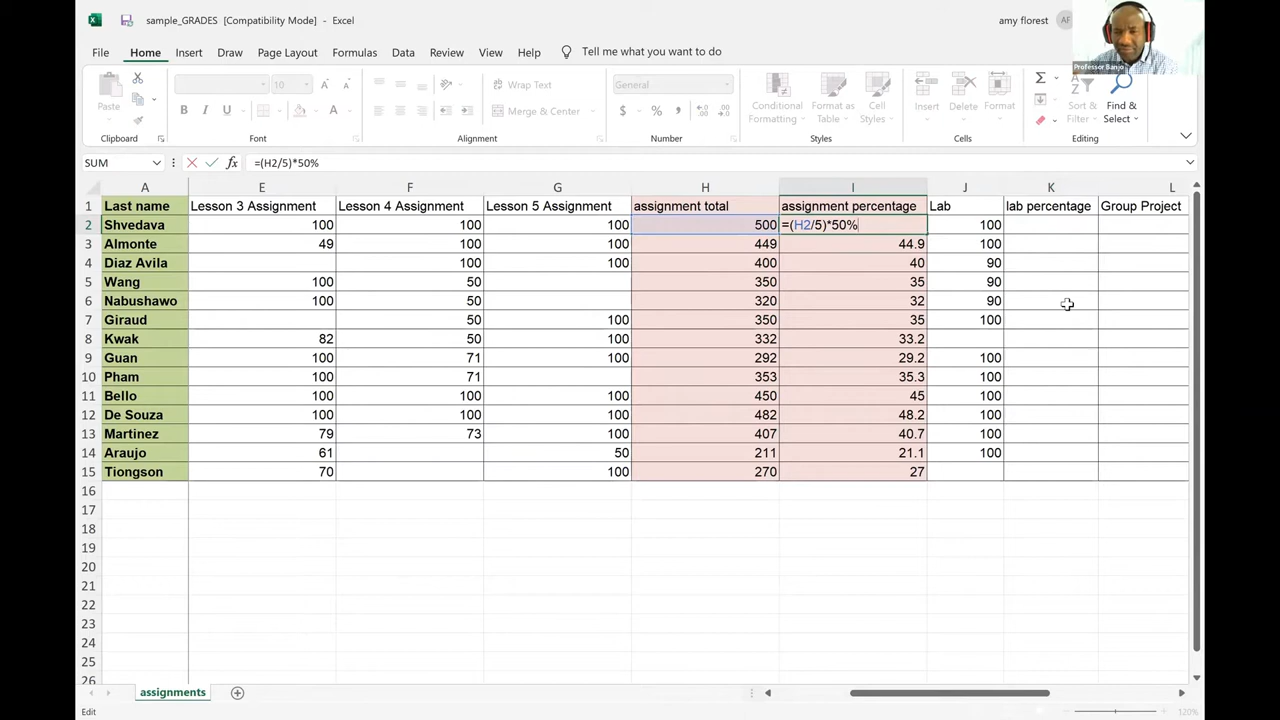 sample_GRADES [Compatibility Mode] - Excel
amy florest AF
Professor Banjo
File Home Insert Draw Page Layout Formulas Data Review View Help Tell me what you want to do
Paste
10
B I U A
Wrap Text
Merge & Center
General
$ %
Conditional Formatting
Format as Table
Cell Styles
Insert Delete Format
Sort & Filter
Find & Select
Clipboard Font Alignment Number Styles Cells Editing
SUM fx =(H2/5)*50%
A E F G H I J K L
1 Last name Lesson 3 Assignment Lesson 4 Assignment Lesson 5 Assignment assignment total assignment percentage Lab lab percentage Group Project
2 Shvedava 100 100 100 500 =(H2/5)*50% 100
3 Almonte 49 100 100 449 44.9 100
4 Diaz Avila 100 100 400 40 90
5 Wang 100 50 350 35 90
6 Nabushawo 100 50 320 32 90
7 Giraud 50 100 350 35 100
8 Kwak 82 50 100 332 33.2
9 Guan 100 71 100 292 29.2 100
10 Pham 100 71 353 35.3 100
11 Bello 100 100 100 450 45 100
12 De Souza 100 100 100 482 48.2 100
13 Martinez 79 73 100 407 40.7 100
14 Araujo 61 50 211 21.1 100
15 Tiongson 70 100 270 27
16
17
18
19
20
21
22
23
24
25
26
assignments
Edit 120%